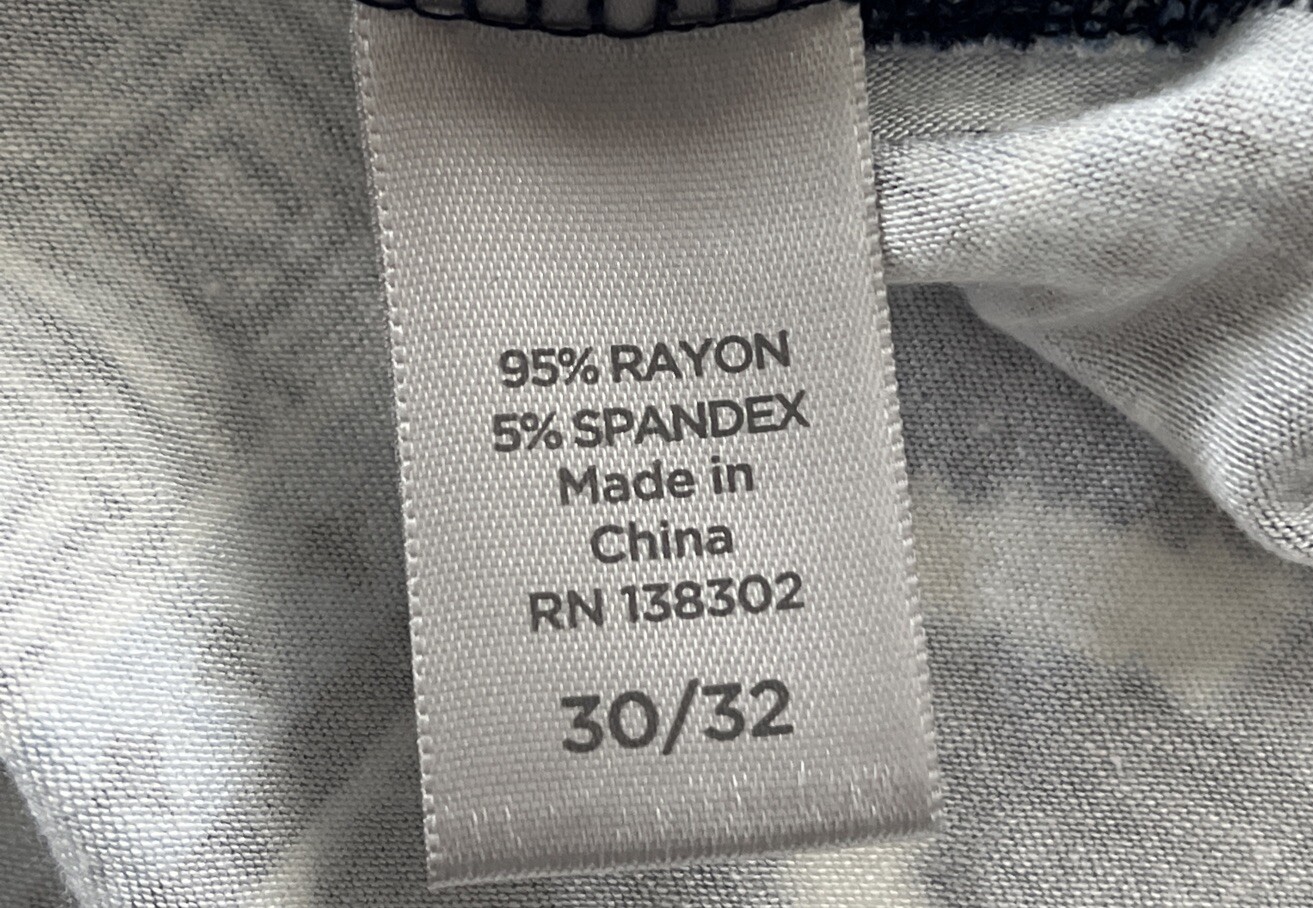 95% RAYON
5% SPANDEX
Made in
China
RN 138302
30/32